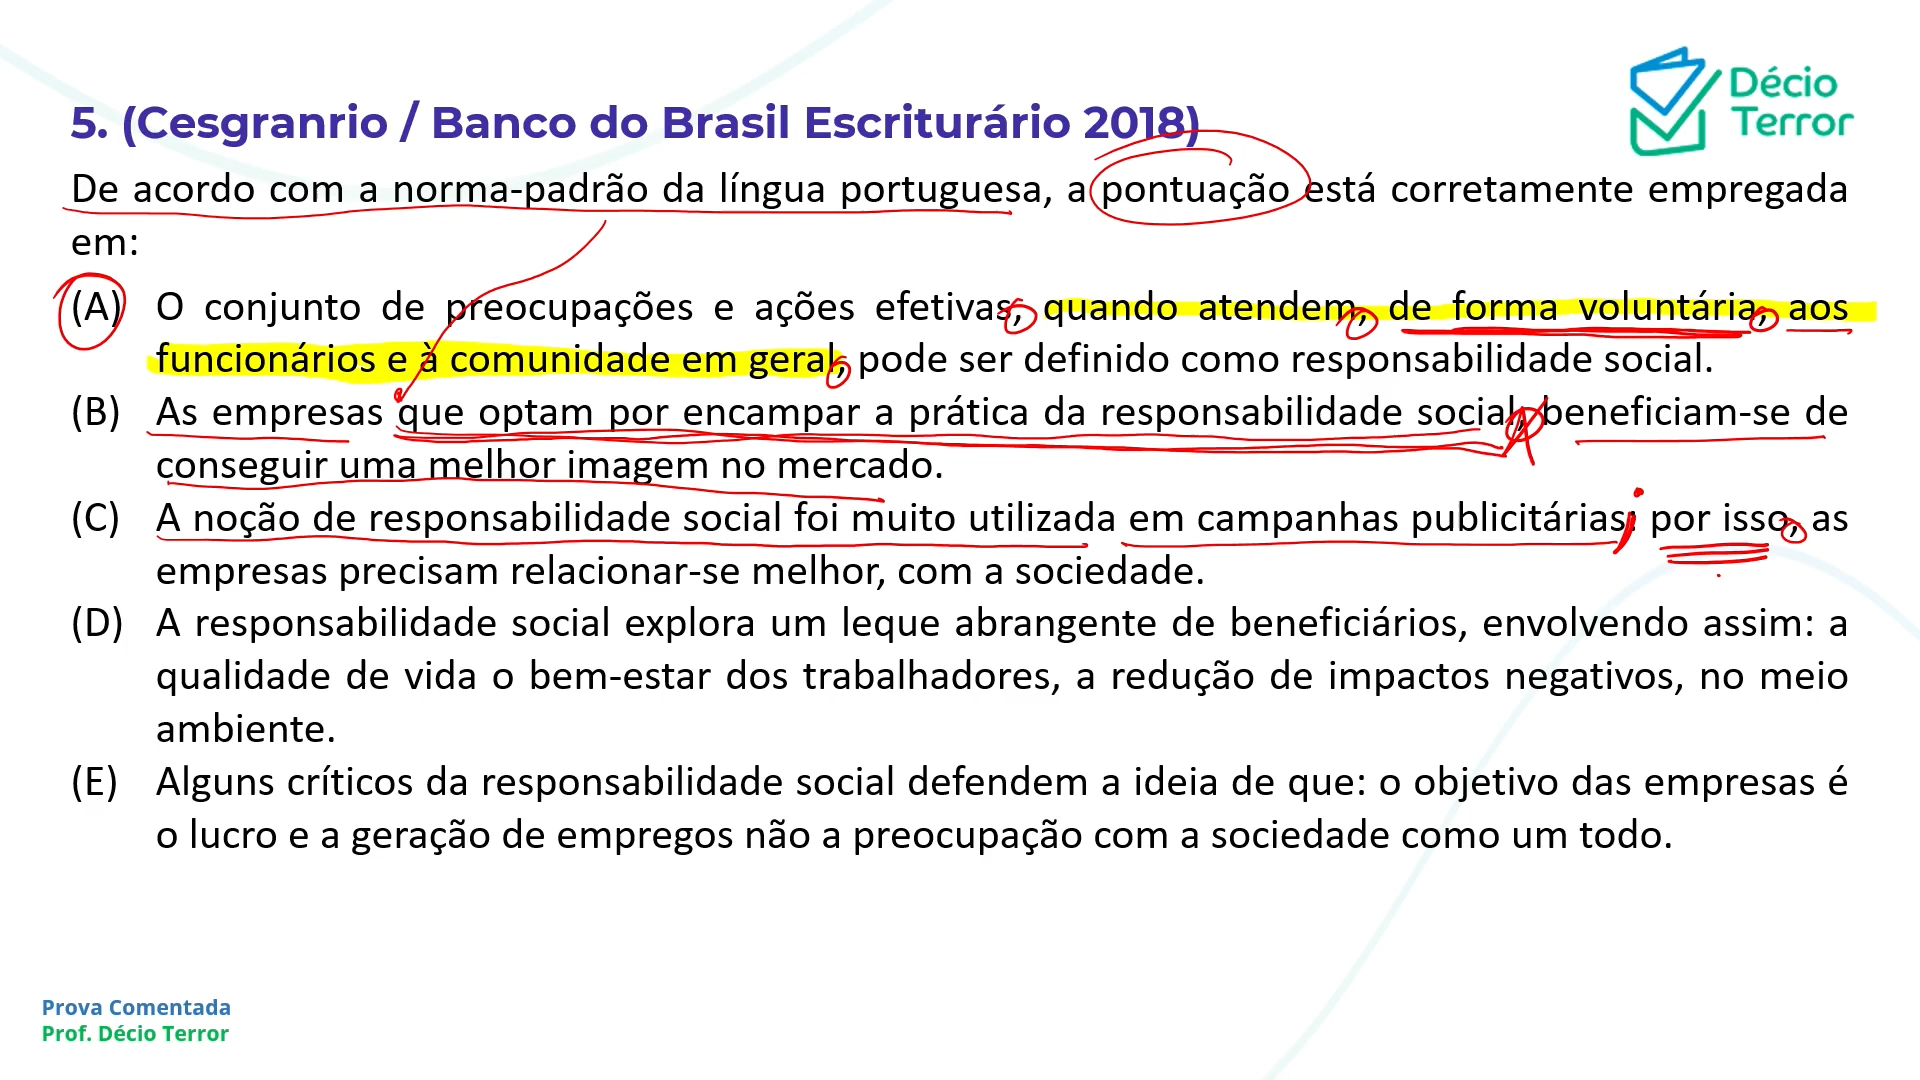 Décio
Terror
5. (Cesgranrio / Banco do Brasil Escriturário 2018)
De acordo com a norma-padrão da língua portuguesa, a pontuação está corretamente empregada
em:
(A) O conjunto de preocupações e ações efetivas, quando atendem, de forma voluntária, aos
funcionários e à comunidade em geral, pode ser definido como responsabilidade social.
(B) As empresas que optam por encampar a prática da responsabilidade social, beneficiam-se de
conseguir uma melhor imagem no mercado.
(C) A noção de responsabilidade social foi muito utilizada em campanhas publicitárias: por isso, as
empresas precisam relacionar-se melhor, com a sociedade.
(D) A responsabilidade social explora um leque abrangente de beneficiários, envolvendo assim: a
qualidade de vida o bem-estar dos trabalhadores, a redução de impactos negativos, no meio
ambiente.
(E) Alguns críticos da responsabilidade social defendem a ideia de que: o objetivo das empresas é
o lucro e a geração de empregos não a preocupação com a sociedade como um todo.
Prova Comentada
Prof. Décio Terror